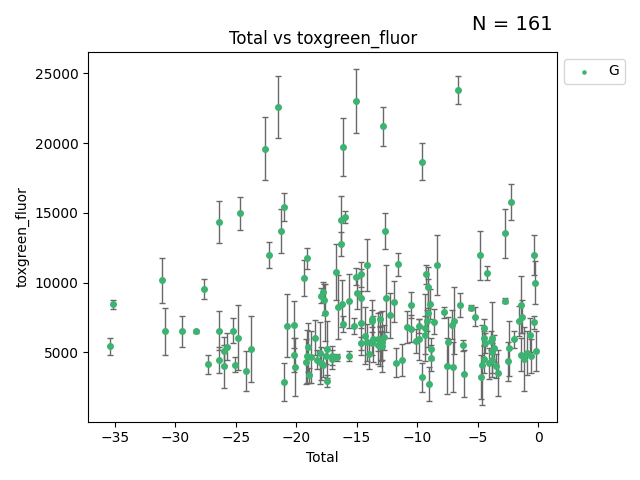 N = 161
Total vs toxgreen_fluor
G
25000
20000
15000
10000
5000
toxgreen_fluor
−35 −30 −25 −20 −15 −10 −5 0
Total